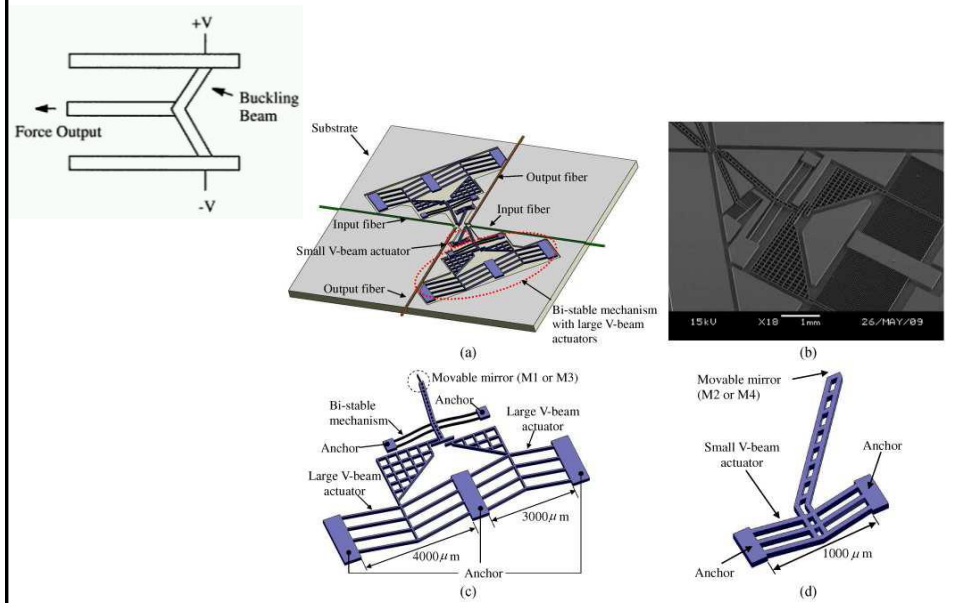 +V
Buckling
Beam
Force Output
-V
Substrate
Output fiber
Input fiber
Input fiber
Small V-beam actuator
Output fiber
Bi-stable mechanism
with large V-beam
actuators
(a)
15kV X18 1mm 26/MAY/09
(b)
Movable mirror (M1 or M3)
Bi-stable
mechanism
Anchor
Large V-beam
actuator
Anchor
Large V-beam
actuator
3000μm
4000μm
Anchor
(c)
Movable mirror
(M2 or M4)
Small V-beam
actuator
Anchor
1000μm
Anchor
(d)